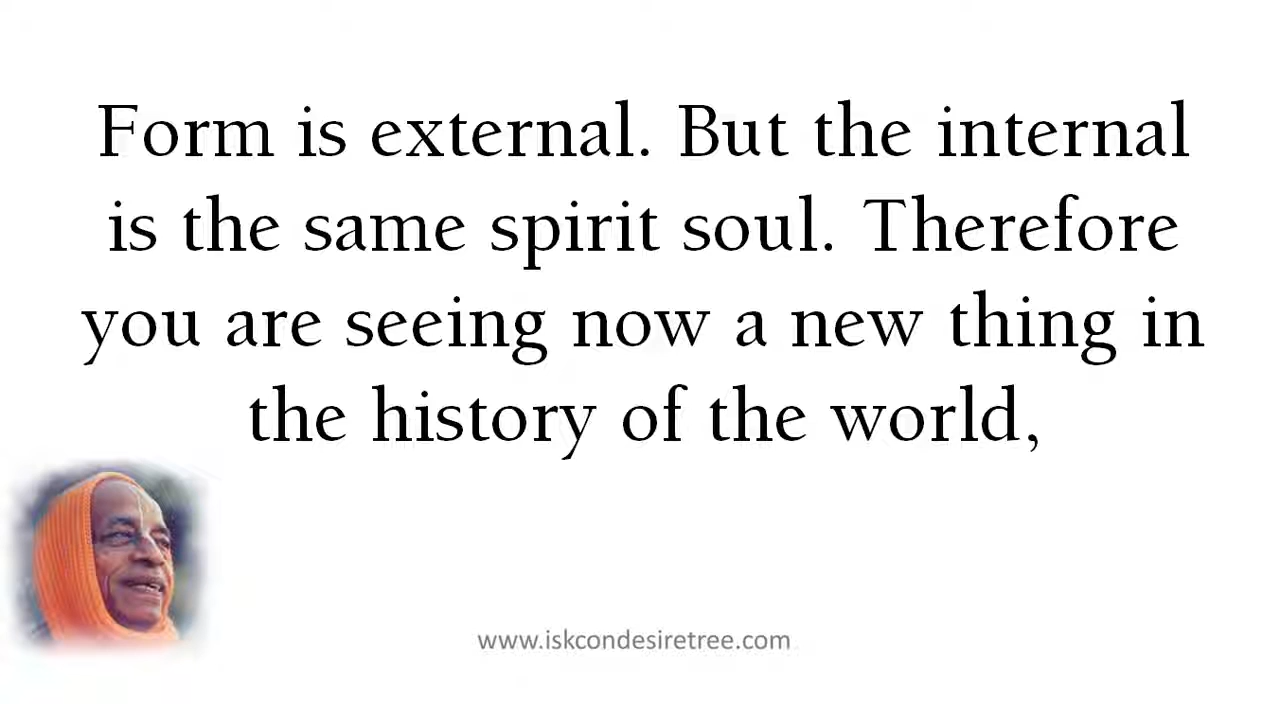 Form is external. But the internal
is the same spirit soul. Therefore
you are seeing now a new thing in
the history of the world,
www.iskcondesiretree.com